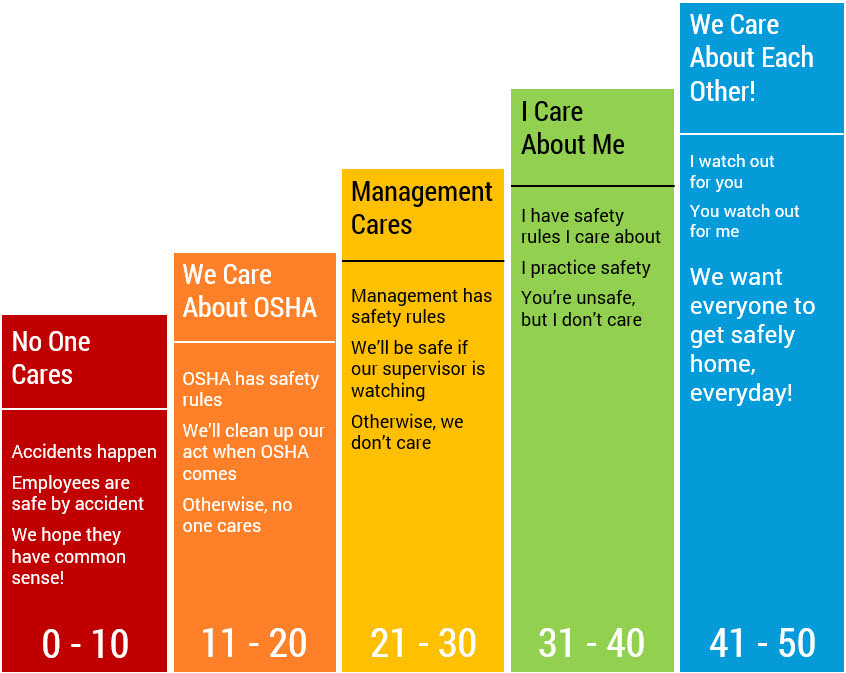 No One
Cares
Accidents happen
Employees are
safe by accident
We hope they
have common
sense!
0 - 10
We Care
About OSHA
OSHA has safety
rules
We'll clean up our
act when OSHA
comes
Otherwise, no
one cares
11 - 20
Management
Cares
Management has
safety rules
We'll be safe if
our supervisor is
watching
Otherwise, we
don't care
21 - 30
I Care
About Me
I have safety
rules I care about
I practice safety
You're unsafe,
but I don't care
31 - 40
We Care
About Each
Other!
I watch out
for you
You watch out
for me
We want
everyone to
get safely
home,
everyday!
41 - 50